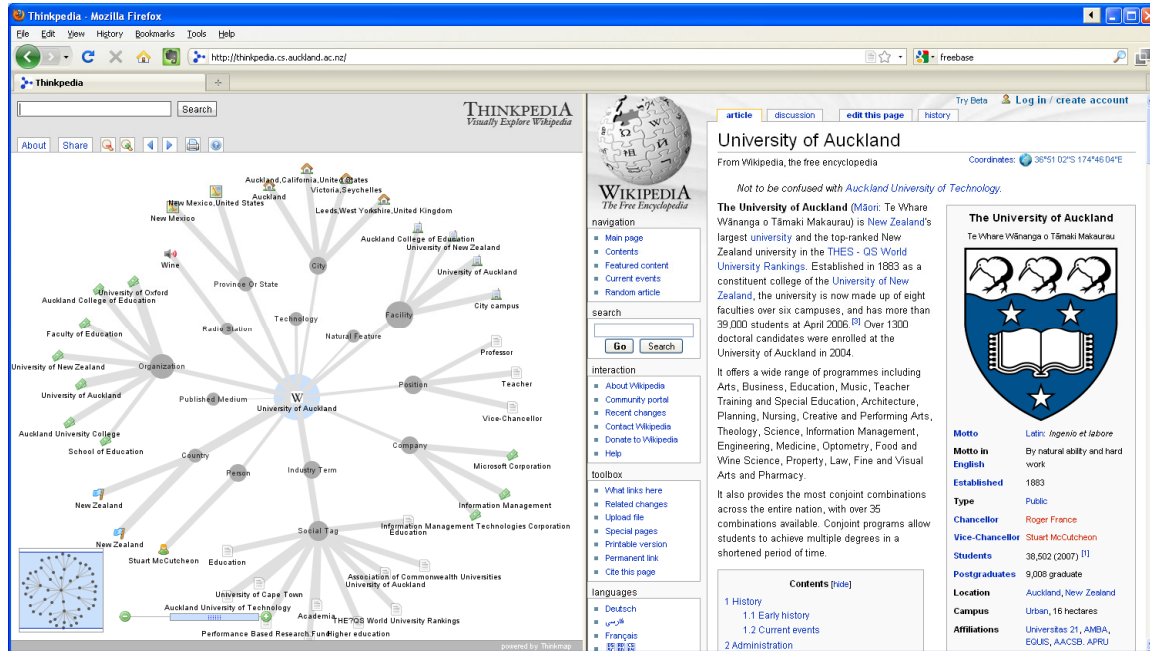 Thinkpedia - Mozilla Firefox
File Edit View History Bookmarks Tools Help
http://thinkpedia.cs.auckland.ac.nz/
freebase
Thinkpedia
Search
THINKPEDIA
Visually Explore Wikipedia
About Share
Auckland,California,United States
Auckland
Victoria,Seychelles
New Mexico,United States
New Mexico
Leeds,West Yorkshire,United Kingdom
Auckland College of Education
University of New Zealand
Wine
City
University of Auckland
Province Or State
University of Oxford
Auckland College of Education
City campus
Technology
Facility
Faculty of Education
Radio Station
Natural Feature
Professor
University of New Zealand
Organization
Position
Teacher
University of Auckland
Published Medium
W
University of Auckland
Vice-Chancellor
Auckland University College
School of Education
Company
Country
Industry Term
Microsoft Corporation
Person
New Zealand
Information Management
Social Tag
Information Management Technologies Corporation
Education
New Zealand
Stuart McCutcheon
Education
Association of Commonwealth Universities
University of Auckland
University of Cape Town
Auckland University of Technology
Academia
THE?QS World University Rankings
Performance Based Research Fund
Higher education
powered by Thinkmap
WIKIPEDIA
The Free Encyclopedia
navigation
Main page
Contents
Featured content
Current events
Random article
search
Go Search
interaction
About Wikipedia
Community portal
Recent changes
Contact Wikipedia
Donate to Wikipedia
Help
toolbox
What links here
Related changes
Upload file
Special pages
Printable version
Permanent link
Cite this page
languages
Deutsch
فارسی
Français
Try Beta Log in / create account
article discussion edit this page history
University of Auckland
From Wikipedia, the free encyclopedia
Coordinates: 36°51′02″S 174°46′04″E
Not to be confused with Auckland University of Technology.
The University of Auckland (Māori: Te Whare
Wānanga o Tāmaki Makaurau) is New Zealand's
largest university and the top-ranked New
Zealand university in the THES - QS World
University Rankings. Established in 1883 as a
constituent college of the University of New
Zealand, the university is now made up of eight
faculties over six campuses, and has more than
39,000 students at April 2006.[3] Over 1300
doctoral candidates were enrolled at the
University of Auckland in 2004.
It offers a wide range of programmes including
Arts, Business, Education, Music, Teacher
Training and Special Education, Architecture,
Planning, Nursing, Creative and Performing Arts,
Theology, Science, Information Management,
Engineering, Medicine, Optometry, Food and
Wine Science, Property, Law, Fine and Visual
Arts and Pharmacy.
It also provides the most conjoint combinations
across the entire nation, with over 35
combinations available. Conjoint programs allow
students to achieve multiple degrees in a
shortened period of time.
Contents [hide]
1 History
1.1 Early history
1.2 Current events
2 Administration
The University of Auckland
Te Whare Wānanga o Tāmaki Makaurau
Motto Latin: Ingenio et labore
Motto in English By natural ability and hard work
Established 1883
Type Public
Chancellor Roger France
Vice-Chancellor Stuart McCutcheon
Students 38,502 (2007) [1]
Postgraduates 9,008 graduate
Location Auckland, New Zealand
Campus Urban, 16 hectares
Affiliations Universitas 21, AMBA,
EQUIS, AACSB, APRU